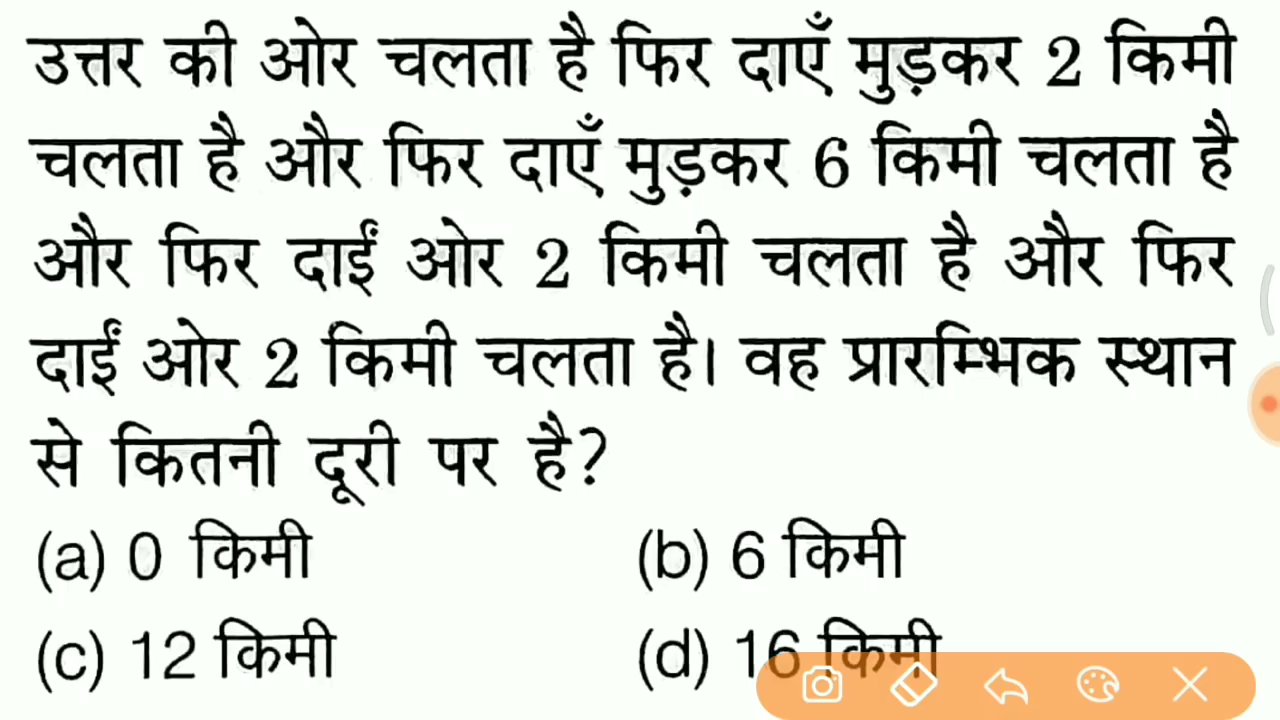 उत्तर की ओर चलता है फिर दाएँ मुड़कर 2 किमी
चलता है और फिर दाएँ मुड़कर 6 किमी चलता है
और फिर दाईं ओर 2 किमी चलता है और फिर
दाईं ओर 2 किमी चलता है। वह प्रारम्भिक स्थान
से कितनी दूरी पर है?
(a) 0 किमी (b) 6 किमी
(c) 12 किमी (d) 16 किमी